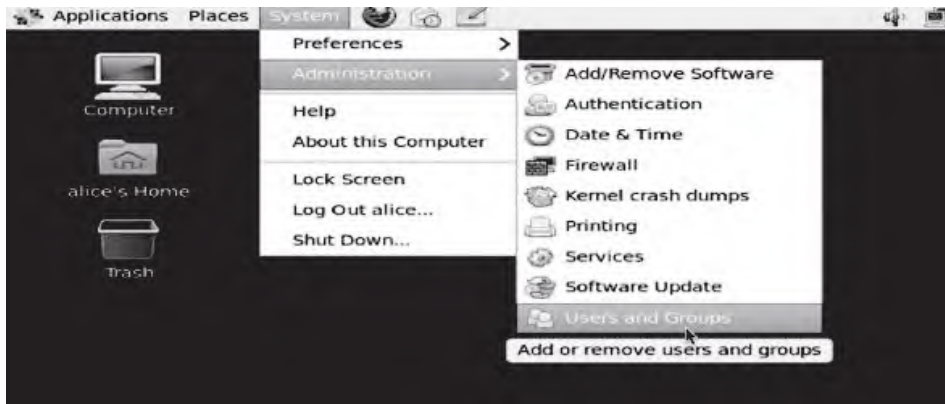 Applications Places System
Preferences
Administration
Help
About this Computer
Lock Screen
Log Out alice...
Shut Down...
Add/Remove Software
Authentication
Date & Time
Firewall
Kernel crash dumps
Printing
Services
Software Update
Users and Groups
Add or remove users and groups
Computer
alice's Home
Trash